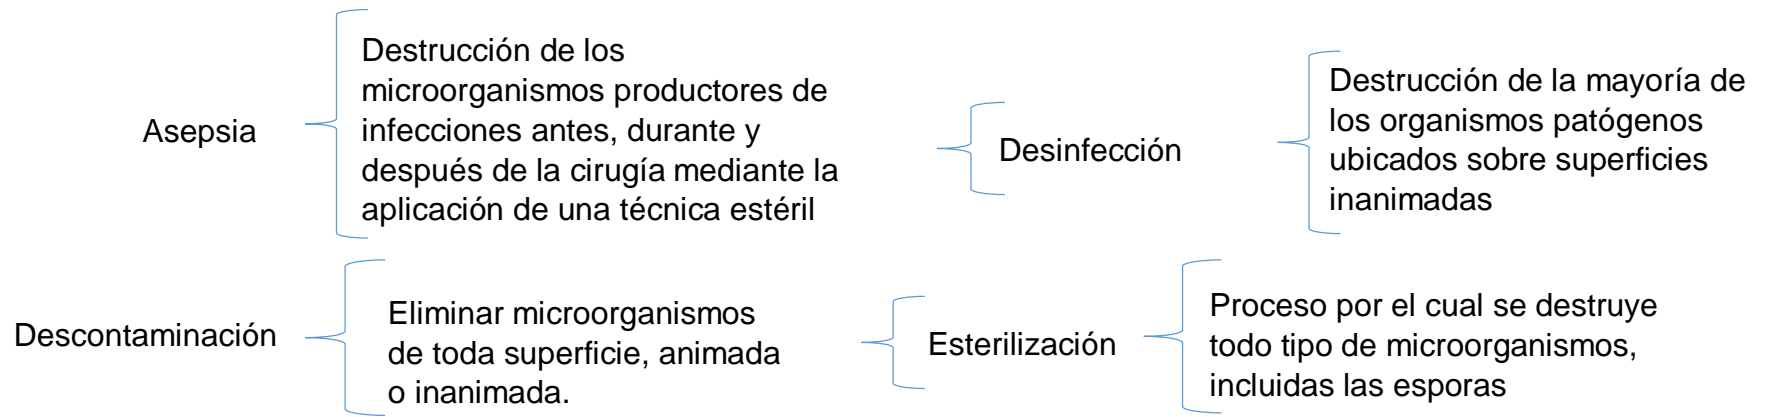 Asepsia
Destrucción de los
microorganismos productores de
infecciones antes, durante y
después de la cirugía mediante la
aplicación de una técnica estéril
Desinfección
Destrucción de la mayoría de
los organismos patógenos
ubicados sobre superficies
inanimadas
Descontaminación
Eliminar microorganismos
de toda superficie, animada
o inanimada.
Esterilización
Proceso por el cual se destruye
todo tipo de microorganismos,
incluidas las esporas